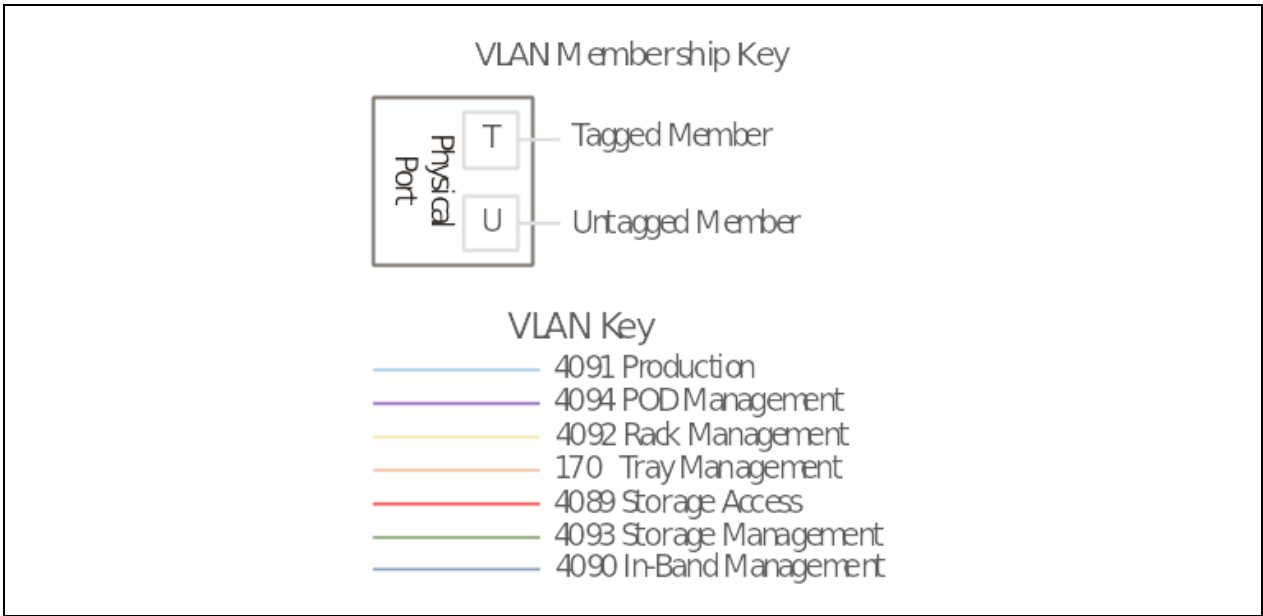 VLAN Membership Key
T
Tagged Member
Physical
Port
U
Untagged Member
VLAN Key
4091 Production
4094 POD Management
4092 Rack Management
170 Tray Management
4089 Storage Access
4093 Storage Management
4090 In-Band Management